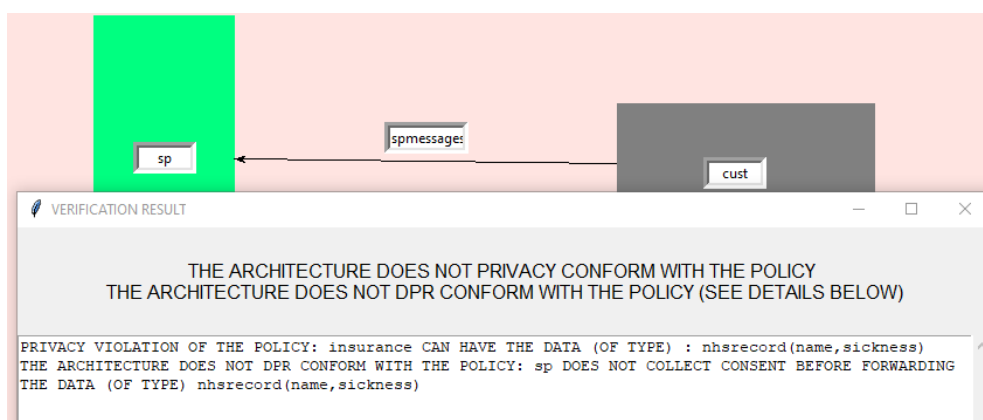 spmessages
sp
cust
VERIFICATION RESULT
THE ARCHITECTURE DOES NOT PRIVACY CONFORM WITH THE POLICY
THE ARCHITECTURE DOES NOT DPR CONFORM WITH THE POLICY (SEE DETAILS BELOW)
PRIVACY VIOLATION OF THE POLICY: insurance CAN HAVE THE DATA (OF TYPE) : nhsrecord(name,sickness)
THE ARCHITECTURE DOES NOT DPR CONFORM WITH THE POLICY: sp DOES NOT COLLECT CONSENT BEFORE FORWARDING
THE DATA (OF TYPE) nhsrecord(name,sickness)